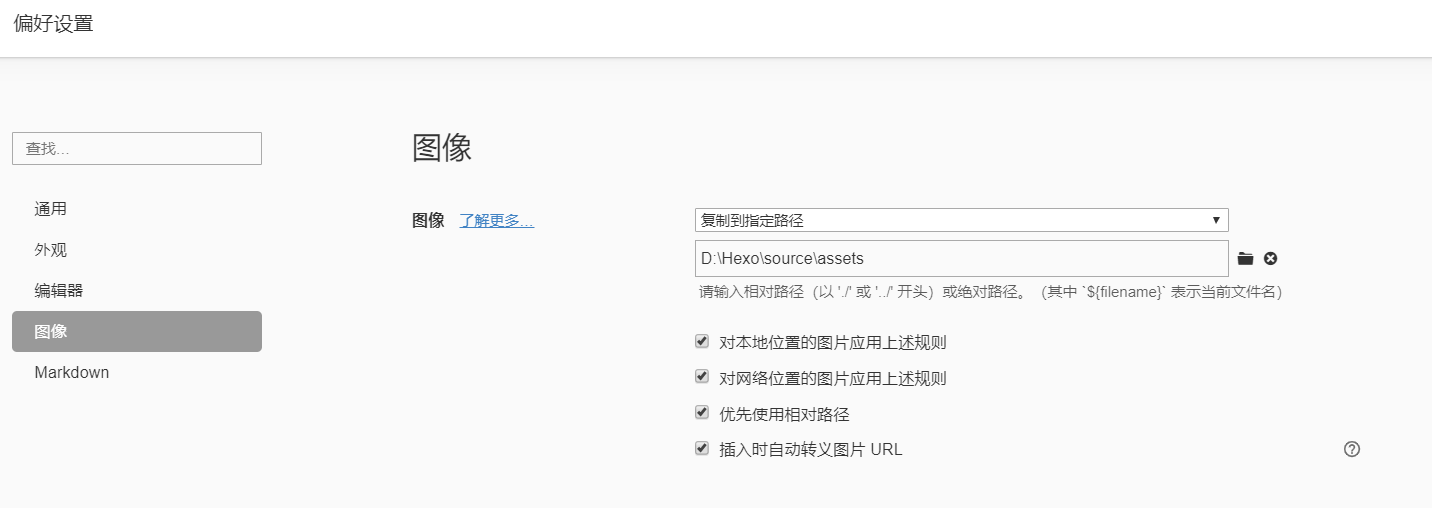 偏好设置
查找...
通用
外观
编辑器
图像
Markdown
图像
图像 了解更多...
复制到指定路径
D:\Hexo\source\assets
请输入相对路径（以 './' 或 '../' 开头）或绝对路径。（其中 `${filename}` 表示当前文件名）
对本地位置的图片应用上述规则
对网络位置的图片应用上述规则
优先使用相对路径
插入时自动转义图片 URL